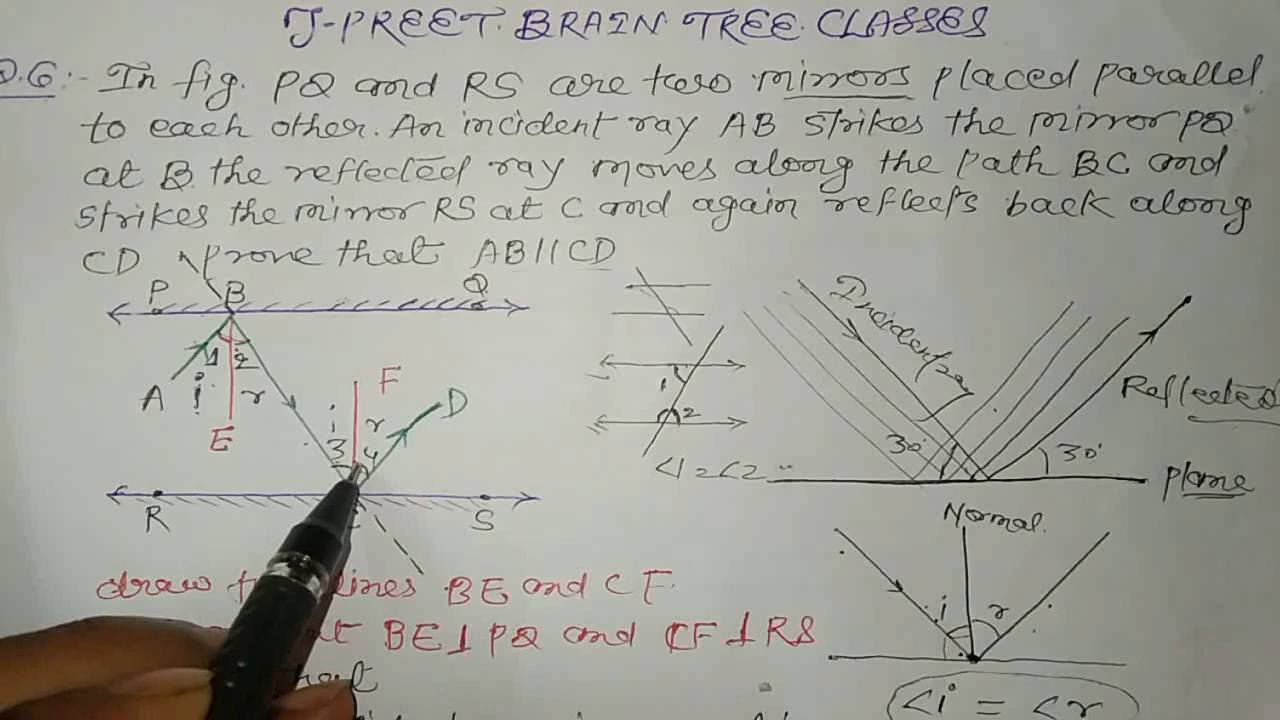 J-PREET BRAIN TREE CLASSES
Q.6:- In fig. PQ and RS are two mirrors placed parallel
to each other. An incident ray AB strikes the mirror PQ
at B the reflected ray moves along the path BC and
strikes the mirror RS at C and again reflects back along
CD prove that AB||CD
P B Q
A 1 2
i r
E
F
D
i r
3 4
R S
1
2
<1=<2
Incident ray
Reflected
30° 30°
Plane
Normal
i r
<i = <r
draw lines BE and CF
BE⊥PQ and CF⊥RS